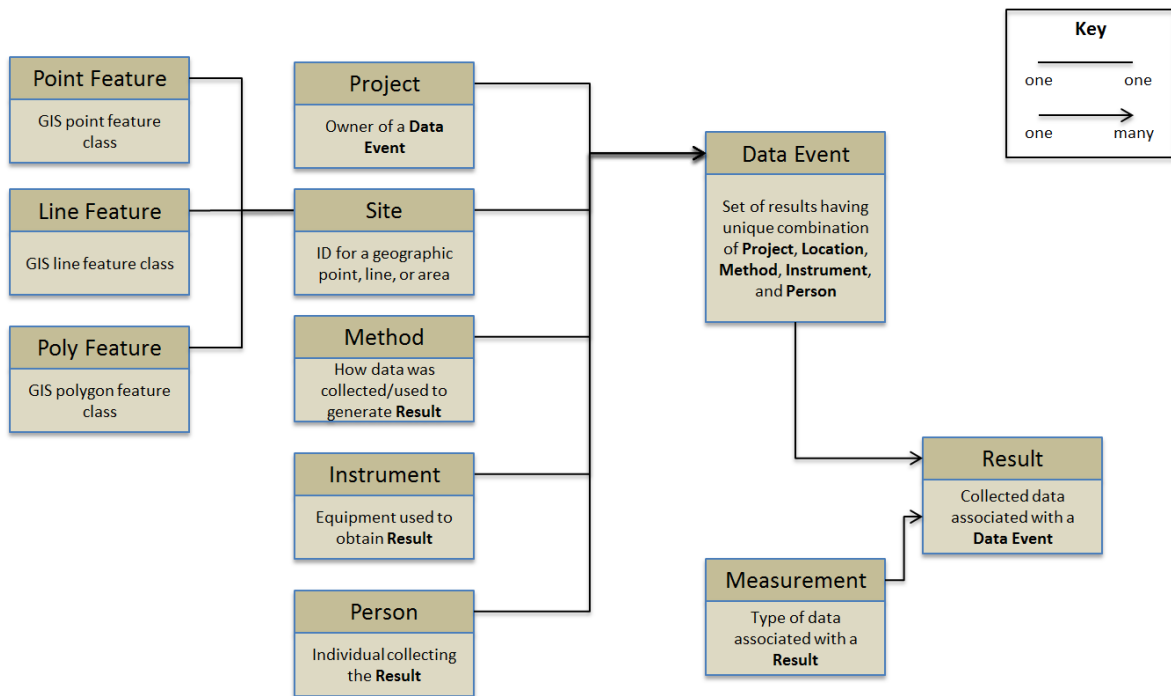 Key
one one
one many
Point Feature
GIS point feature
class
Line Feature
GIS line feature class
Poly Feature
GIS polygon feature
class
Project
Owner of a Data
Event
Site
ID for a geographic
point, line, or area
Method
How data was
collected/used to
generate Result
Instrument
Equipment used to
obtain Result
Person
Individual collecting
the Result
Data Event
Set of results having
unique combination
of Project, Location,
Method, Instrument,
and Person
Measurement
Type of data
associated with a
Result
Result
Collected data
associated with a
Data Event